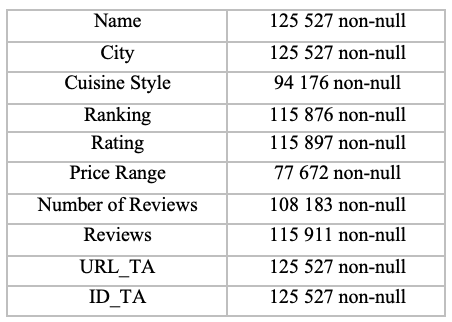 Name 125 527 non-null
City 125 527 non-null
Cuisine Style 94 176 non-null
Ranking 115 876 non-null
Rating 115 897 non-null
Price Range 77 672 non-null
Number of Reviews 108 183 non-null
Reviews 115 911 non-null
URL_TA 125 527 non-null
ID_TA 125 527 non-null